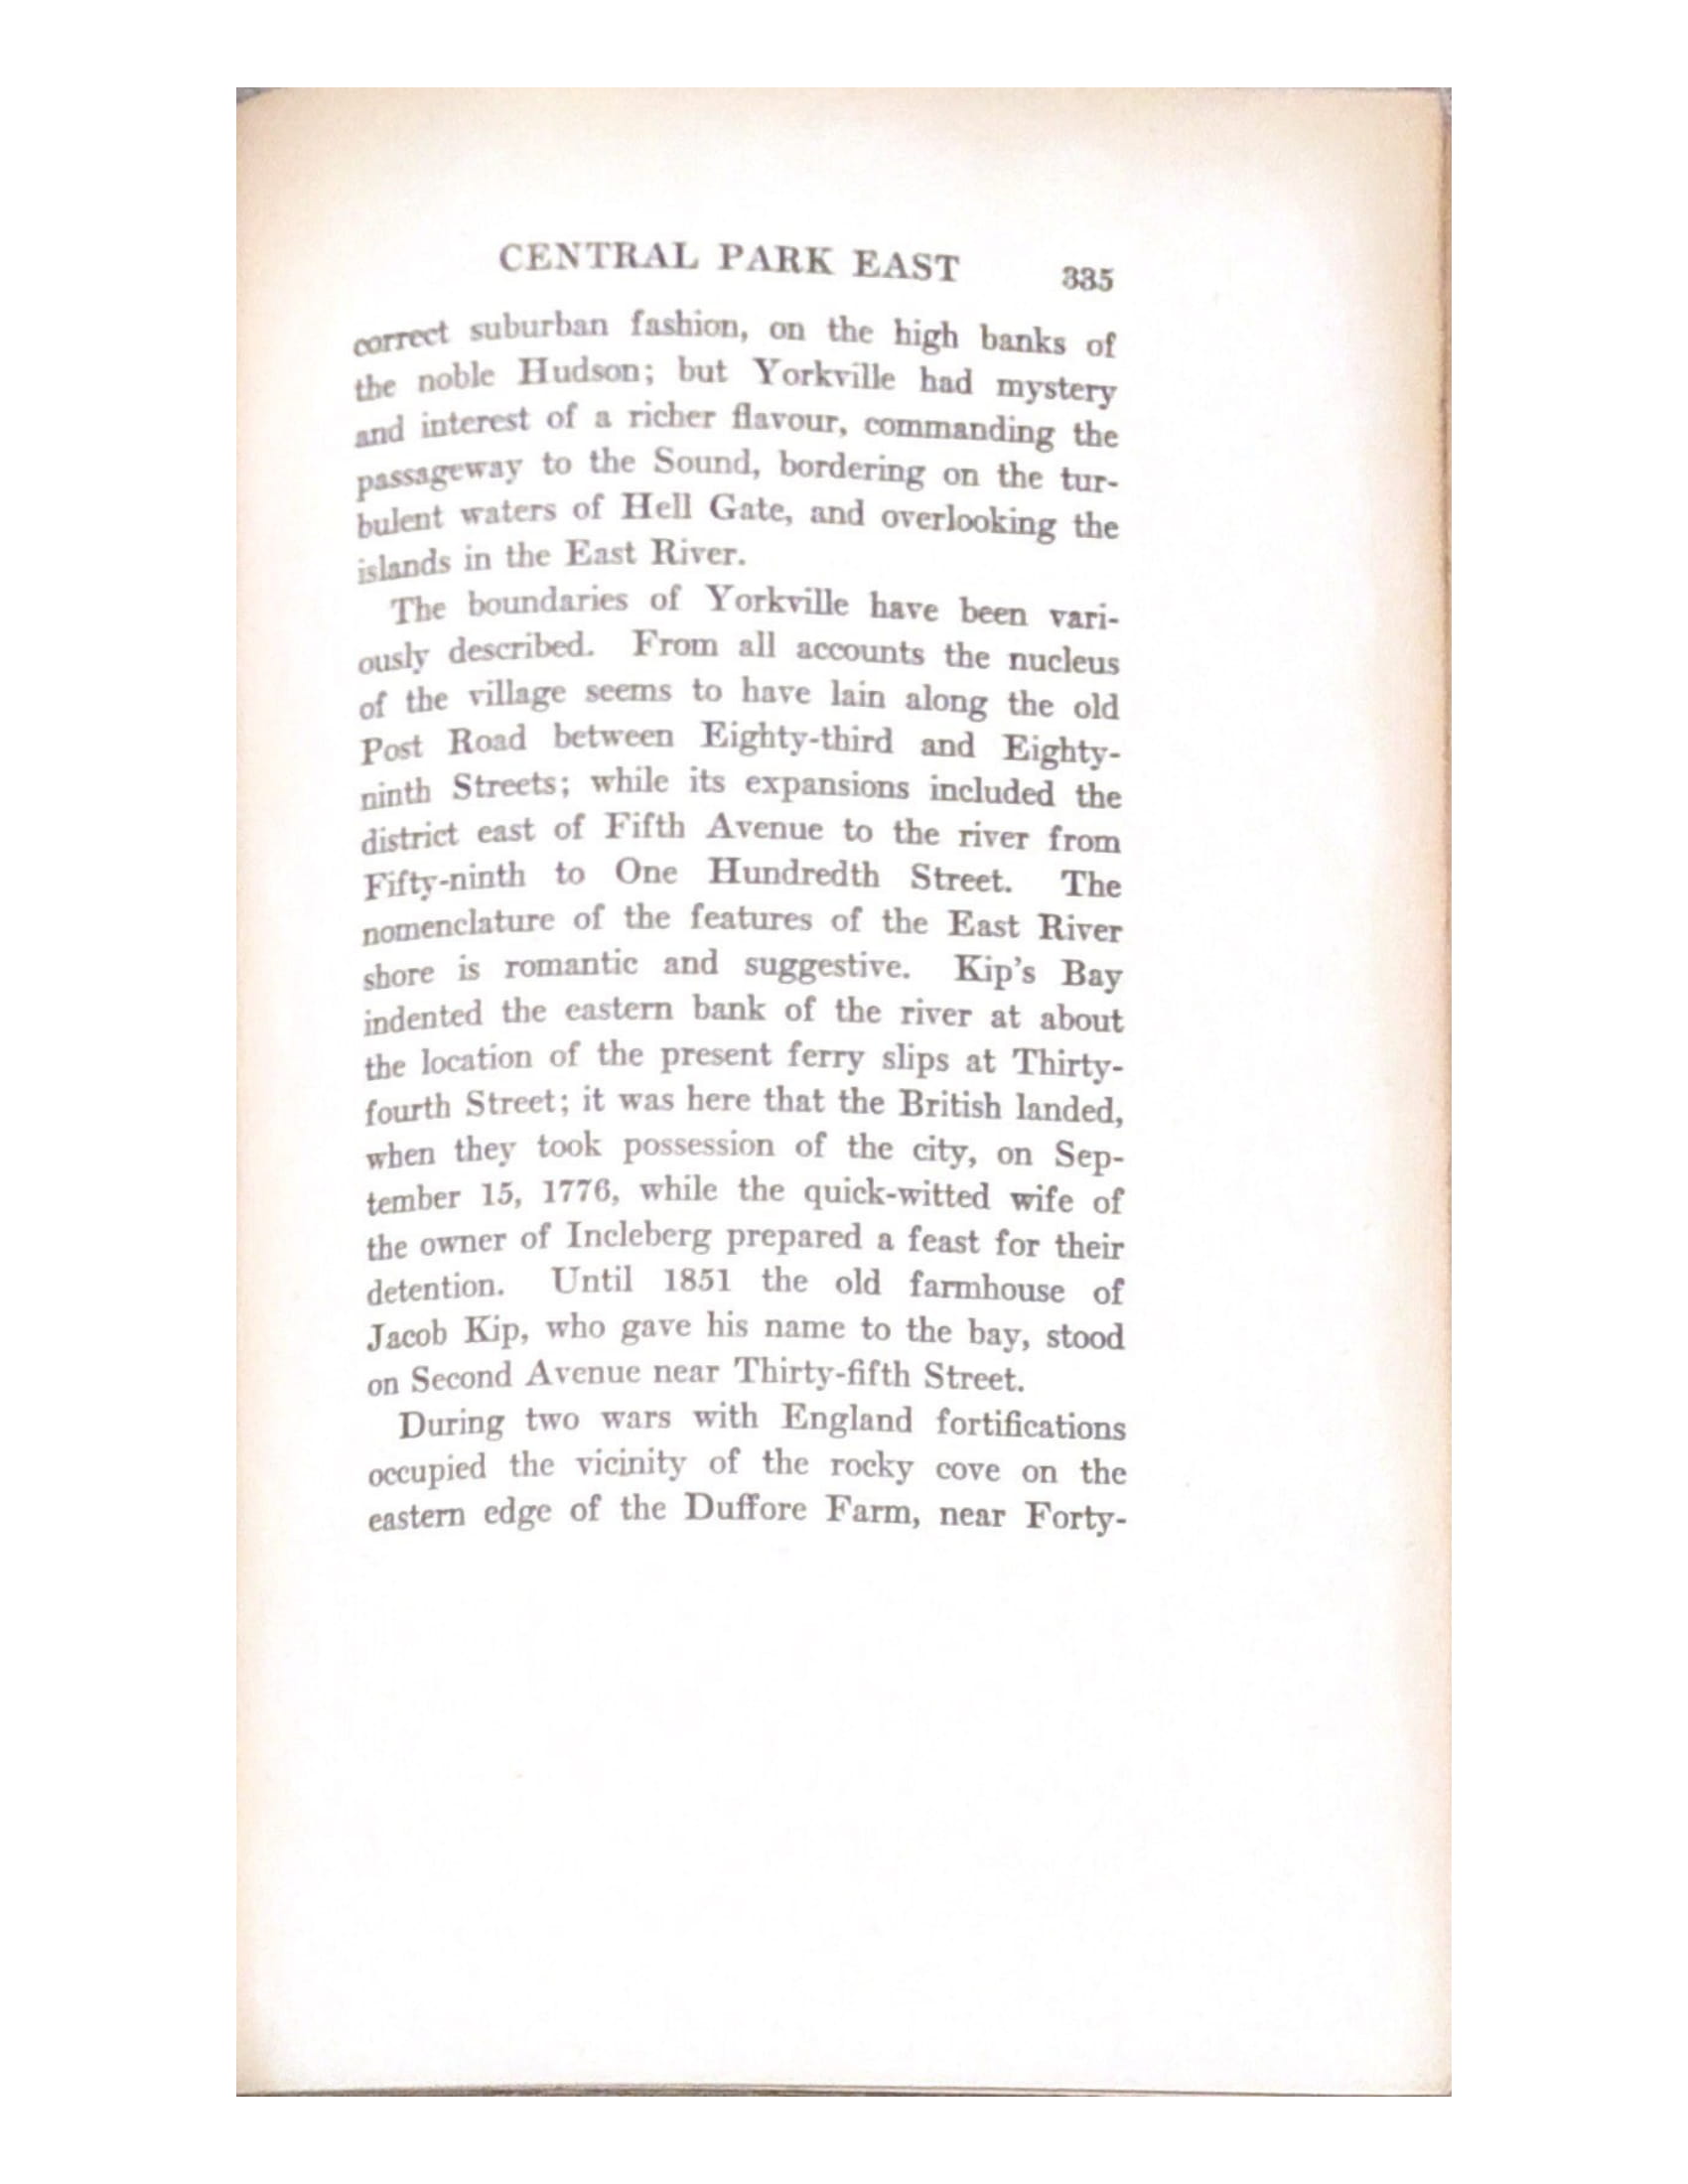 CENTRAL PARK EAST 335
correct suburban fashion, on the high banks of
the noble Hudson; but Yorkville had mystery
and interest of a richer flavour, commanding the
passageway to the Sound, bordering on the tur-
bulent waters of Hell Gate, and overlooking the
islands in the East River.
The boundaries of Yorkville have been vari-
ously described. From all accounts the nucleus
of the village seems to have lain along the old
Post Road between Eighty-third and Eighty-
ninth Streets; while its expansions included the
district east of Fifth Avenue to the river from
Fifty-ninth to One Hundredth Street. The
nomenclature of the features of the East River
shore is romantic and suggestive. Kip's Bay
indented the eastern bank of the river at about
the location of the present ferry slips at Thirty-
fourth Street; it was here that the British landed,
when they took possession of the city, on Sep-
tember 15, 1776, while the quick-witted wife of
the owner of Incleberg prepared a feast for their
detention. Until 1851 the old farmhouse of
Jacob Kip, who gave his name to the bay, stood
on Second Avenue near Thirty-fifth Street.
During two wars with England fortifications
occupied the vicinity of the rocky cove on the
eastern edge of the Duffore Farm, near Forty-